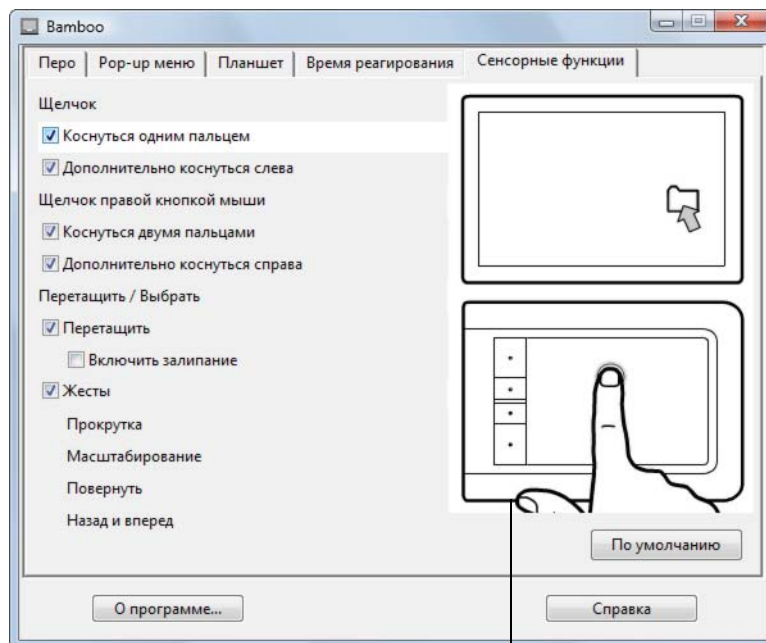 Bamboo
Перо Pop-up меню Планшет Время реагирования Сенсорные функции
Щелчок
Коснуться одним пальцем
Дополнительно коснуться слева
Щелчок правой кнопкой мыши
Коснуться двумя пальцами
Дополнительно коснуться справа
Перетащить / Выбрать
Перетащить
Включить залипание
Жесты
Прокрутка
Масштабирование
Повернуть
Назад и вперед
По умолчанию
О программе... Справка